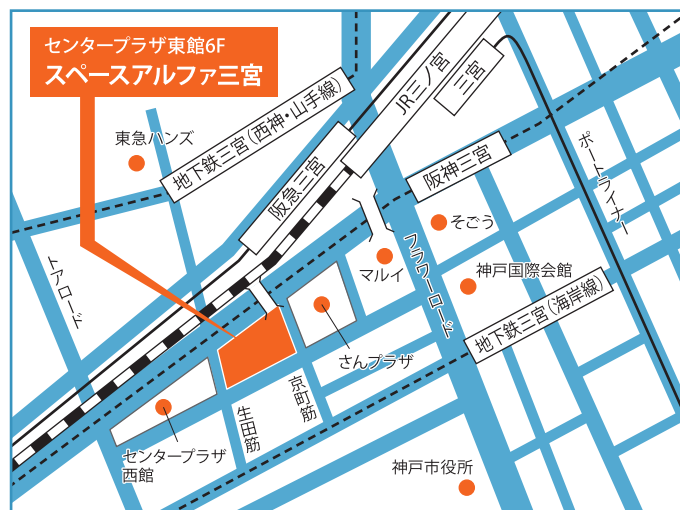 センタープラザ東館6F
スペースアルファ三宮
JR三ノ宮
三宮
地下鉄三宮(西神・山手線)
東急ハンズ
阪急三宮
阪神三宮
ポートライナー
そごう
トアロード
マルイ
フラワーロード
神戸国際会館
地下鉄三宮(海岸線)
さんプラザ
京町筋
生田筋
センタープラザ
西館
神戸市役所